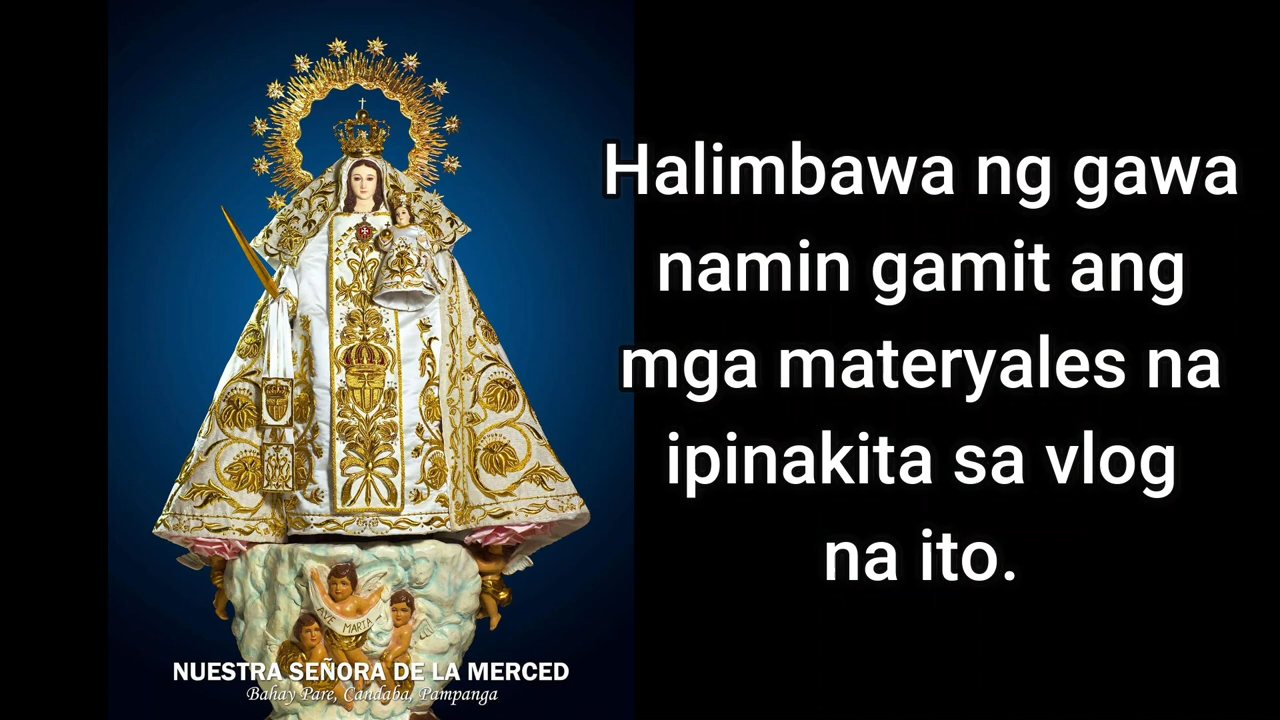 Halimbawa ng gawa
namin gamit ang
mga materyales na
ipinakita sa vlog
na ito.
AVE MARIA
NUESTRA SEÑORA DE LA MERCED
Bahay Pare, Candaba, Pampanga